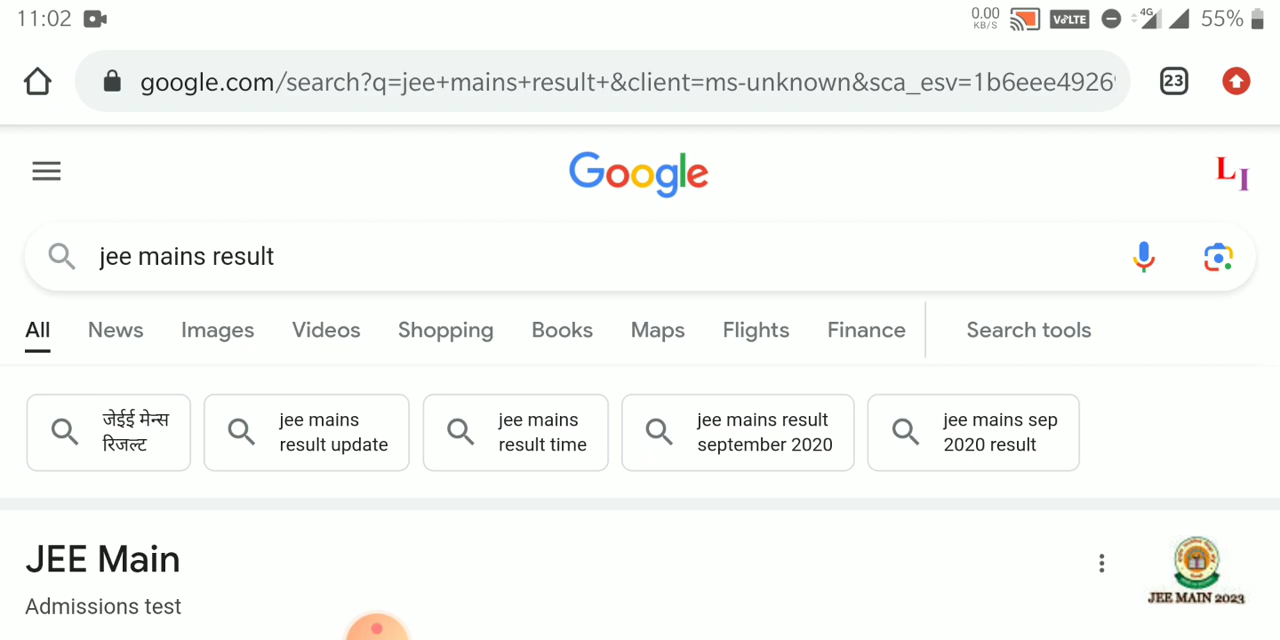 11:02 0.00 KB/S VoLTE 4G 55%
google.com/search?q=jee+mains+result+&client=ms-unknown&sca_esv=1b6eee4926 23
Google
L I
jee mains result
All News Images Videos Shopping Books Maps Flights Finance Search tools
जेईई मेन्स
रिजल्ट
jee mains
result update
jee mains
result time
jee mains result
september 2020
jee mains sep
2020 result
JEE Main
Admissions test
JEE MAIN 2023